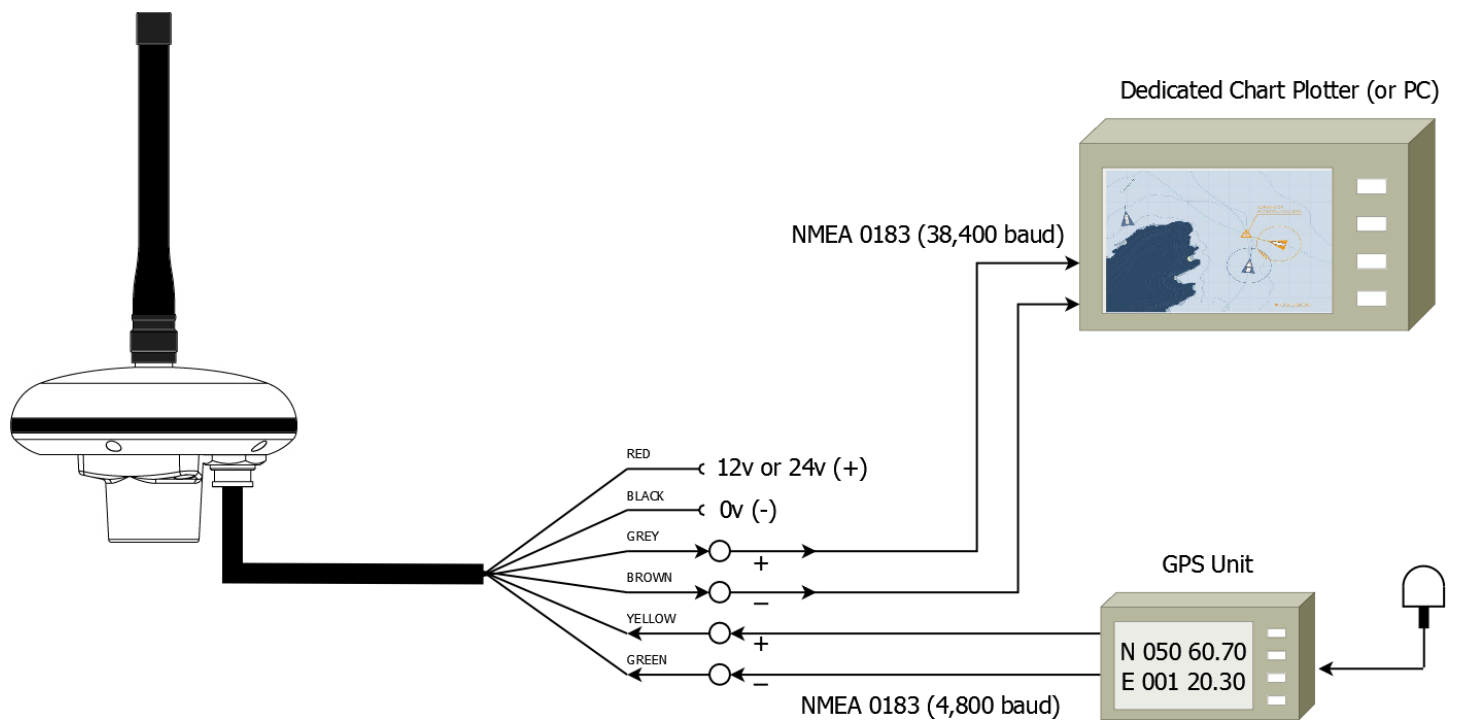 Dedicated Chart Plotter (or PC)
NMEA 0183 (38,400 baud)
RED
12v or 24v (+)
BLACK
0v (-)
GREY
+
BROWN
–
YELLOW
+
GREEN
–
GPS Unit
N 050 60.70
E 001 20.30
NMEA 0183 (4,800 baud)